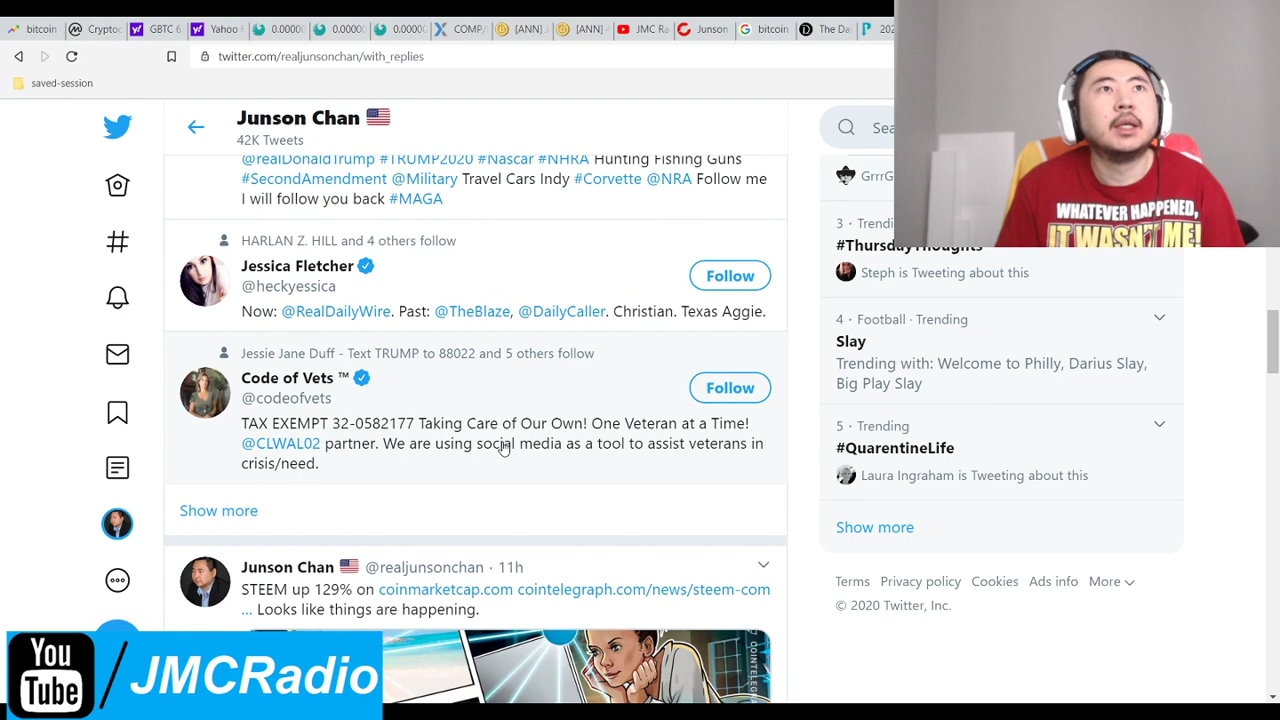 bitcoin
Crypto
GBTC 6
Yahoo F
0.0000
0.0000
0.0000
COMP/
[ANN]
[ANN]
JMC Ra
Junson
bitcoin
The Da
202
twitter.com/realjunsonchan/with_replies
saved-session
Junson Chan
42K Tweets
Sea
@realDonaldTrump #TRUMP2020 #Nascar #NHRA Hunting Fishing Guns
#SecondAmendment @Military Travel Cars Indy #Corvette @NRA Follow me
I will follow you back #MAGA
HARLAN Z. HILL and 4 others follow
Jessica Fletcher
@heckyessica
Follow
Now: @RealDailyWire. Past: @TheBlaze, @DailyCaller. Christian. Texas Aggie.
Jessie Jane Duff - Text TRUMP to 88022 and 5 others follow
Code of Vets ™
@codeofvets
Follow
TAX EXEMPT 32-0582177 Taking Care of Our Own! One Veteran at a Time!
@CLWAL02 partner. We are using social media as a tool to assist veterans in
crisis/need.
Show more
Junson Chan @realjunsonchan · 11h
STEEM up 129% on coinmarketcap.com cointelegraph.com/news/steem-com
... Looks like things are happening.
COINTELEGR
GrrrG
3 · Trendi
#ThursdayThoughts
Steph is Tweeting about this
4 · Football · Trending
Slay
Trending with: Welcome to Philly, Darius Slay,
Big Play Slay
5 · Trending
#QuarentineLife
Laura Ingraham is Tweeting about this
Show more
Terms Privacy policy Cookies Ads info More
© 2020 Twitter, Inc.
WHATEVER HAPPENED,
IT WASN'T ME!
You
Tube
/JMCRadio